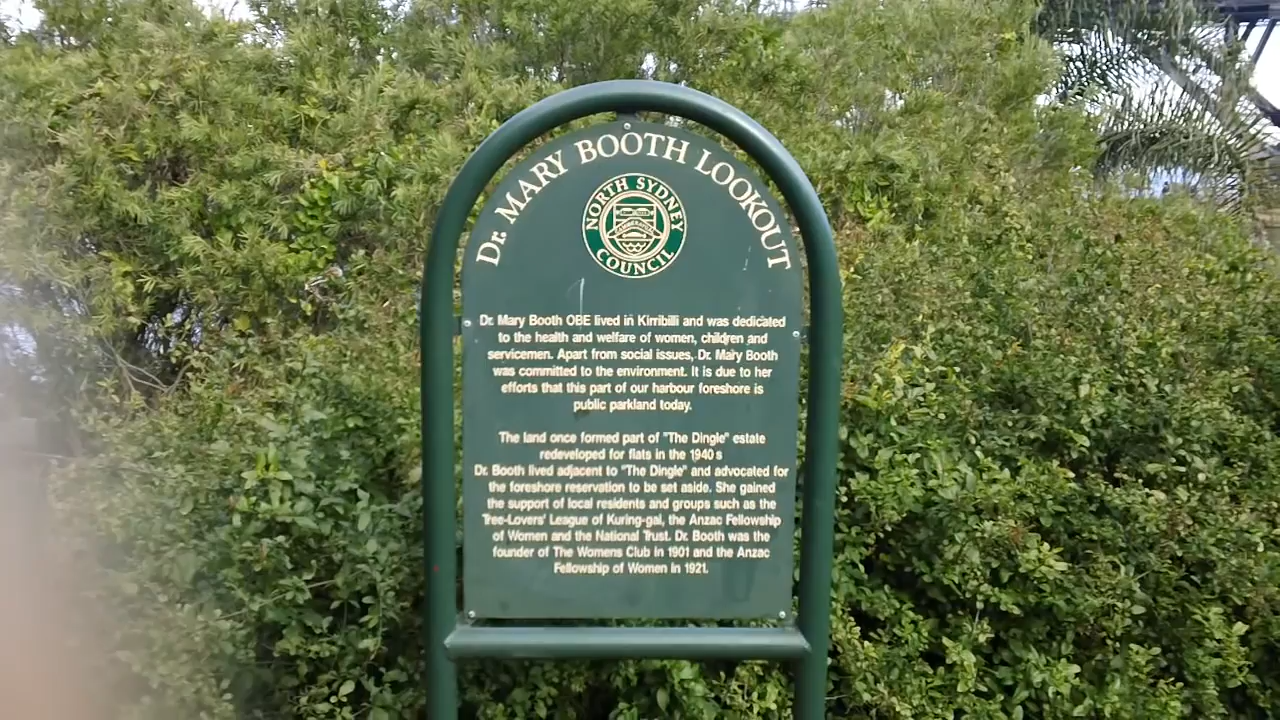 Dr. MARY BOOTH LOOKOUT
NORTH SYDNEY
COUNCIL
Dr. Mary Booth OBE lived in Kirribilli and was dedicated
to the health and welfare of women, children and
servicemen. Apart from social issues, Dr. Mary Booth
was committed to the environment. It is due to her
efforts that this part of our harbour foreshore is
public parkland today.
The land once formed part of "The Dingle" estate
redeveloped for flats in the 1940 s
Dr. Booth lived adjacent to "The Dingle" and advocated for
the foreshore reservation to be set aside. She gained
the support of local residents and groups such as the
Tree-Lovers' League of Kuring-gai, the Anzac Fellowship
of Women and the National Trust. Dr. Booth was the
founder of The Womens Club in 1901 and the Anzac
Fellowship of Women in 1921.